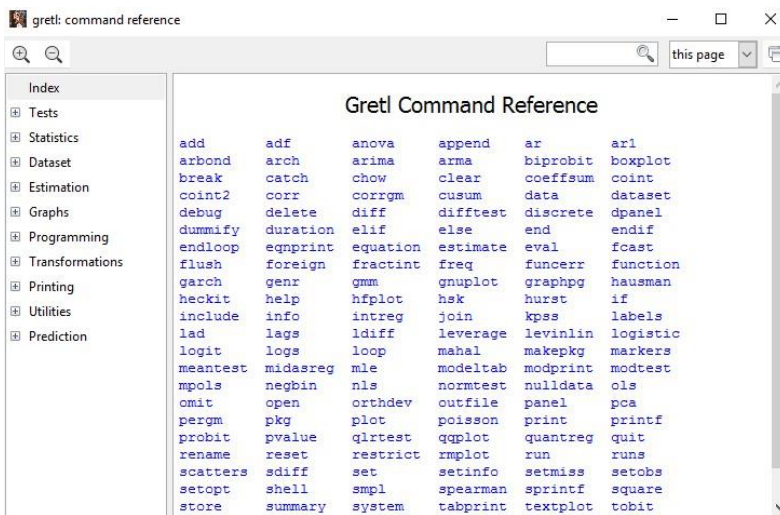 gretl: command reference
this page
Index
Tests
Statistics
Dataset
Estimation
Graphs
Programming
Transformations
Printing
Utilities
Prediction
Gretl Command Reference
add adf anova append ar ar1
arbond arch arima arma biprobit boxplot
break catch chow clear coeffsum coint
coint2 corr corrgm cusum data dataset
debug delete diff difftest discrete dpanel
dummify duration elif else end endif
endloop eqnprint equation estimate eval fcast
flush foreign fractint freq funcerr function
garch genr gmm gnuplot graphpg hausman
heckit help hfplot hsk hurst if
include info intreg join kpss labels
lad lags ldiff leverage levinlin logistic
logit logs loop mahal makepkg markers
meantest midasreg mle modeltab modprint modtest
mpols negbin nls normtest nulldata ols
omit open orthdev outfile panel pca
pergm pkg plot poisson print printf
probit pvalue qlrtest qqplot quantreg quit
rename reset restrict rmplot run runs
scatters sdiff set setinfo setmiss setobs
setopt shell smpl spearman sprintf square
store summary system tabprint textplot tobit